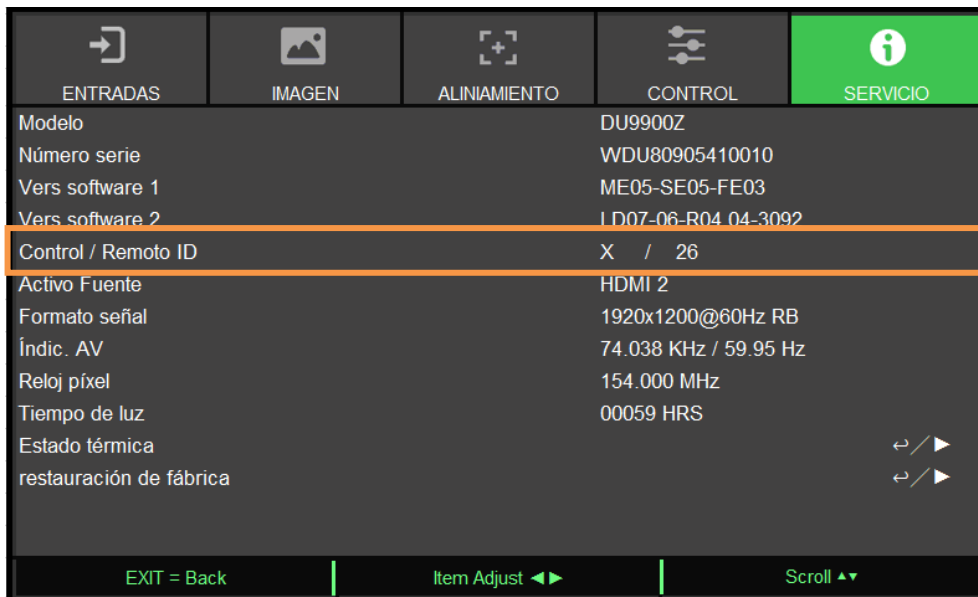 ENTRADAS IMAGEN ALINIAMIENTO CONTROL SERVICIO
Modelo DU9900Z
Número serie WDU80905410010
Vers software 1 ME05-SE05-FE03
Vers software 2 LD07-06-R04.04-3092
Control / Remoto ID X / 26
Activo Fuente HDMI 2
Formato señal 1920x1200@60Hz RB
Índic. AV 74.038 KHz / 59.95 Hz
Reloj píxel 154.000 MHz
Tiempo de luz 00059 HRS
Estado térmica ↩/▶
restauración de fábrica ↩/▶
EXIT = Back Item Adjust ◀▶ Scroll ▲▼